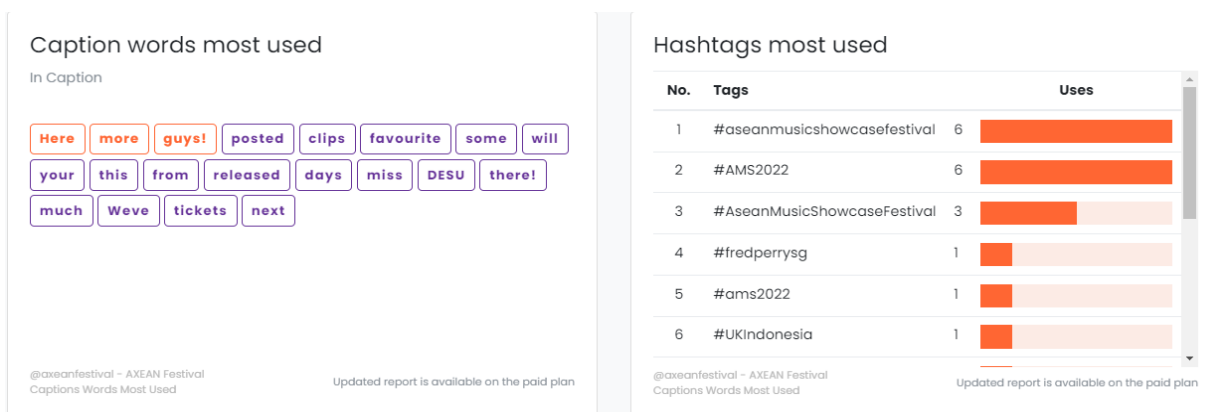 Caption words most used
In Caption
Here more guys! posted clips favourite some will
your this from released days miss DESU there!
much Weve tickets next
@axeanfestival - AXEAN Festival
Captions Words Most Used
Updated report is available on the paid plan
Hashtags most used
No. Tags Uses
1 #aseanmusicshowcasefestival 6
2 #AMS2022 6
3 #AseanMusicShowcaseFestival 3
4 #fredperrysg 1
5 #ams2022 1
6 #UKIndonesia 1
@axeanfestival - AXEAN Festival
Captions Words Most Used
Updated report is available on the paid plan